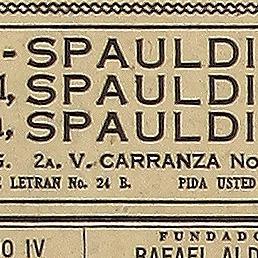 - SPAULDI
l, SPAULDI
, SPAULDI
G. 2A. V. CARRANZA No
E LETRAN No. 24 B. PIDA USTED
O IV
FUNDADO
RAFAEL ALD